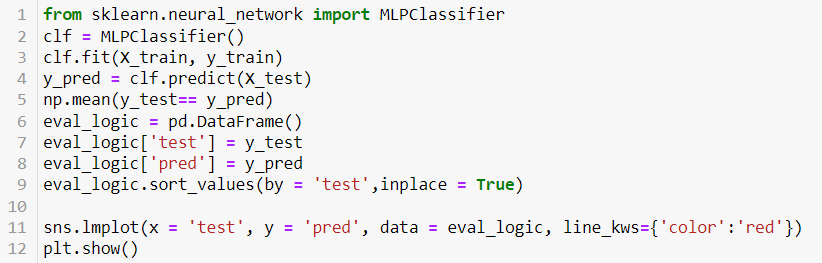 1 from sklearn.neural_network import MLPClassifier
2 clf = MLPClassifier()
3 clf.fit(X_train, y_train)
4 y_pred = clf.predict(X_test)
5 np.mean(y_test== y_pred)
6 eval_logic = pd.DataFrame()
7 eval_logic['test'] = y_test
8 eval_logic['pred'] = y_pred
9 eval_logic.sort_values(by = 'test',inplace = True)
10
11 sns.lmplot(x = 'test', y = 'pred', data = eval_logic, line_kws={'color':'red'})
12 plt.show()